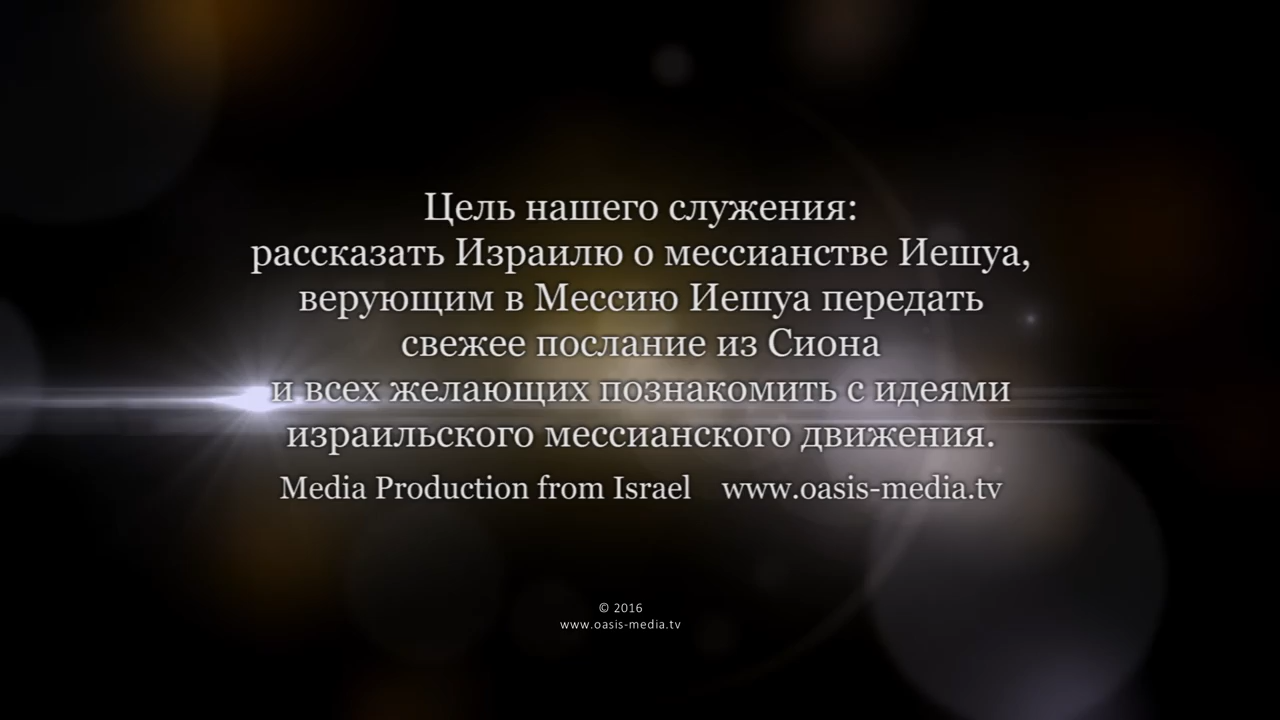 Цель нашего служения:
рассказать Израилю о мессианстве Иешуа,
верующим в Мессию Иешуа передать
свежее послание из Сиона
и всех желающих познакомить с идеями
израильского мессианского движения.
Media Production from Israel www.oasis-media.tv
© 2016
www.oasis-media.tv